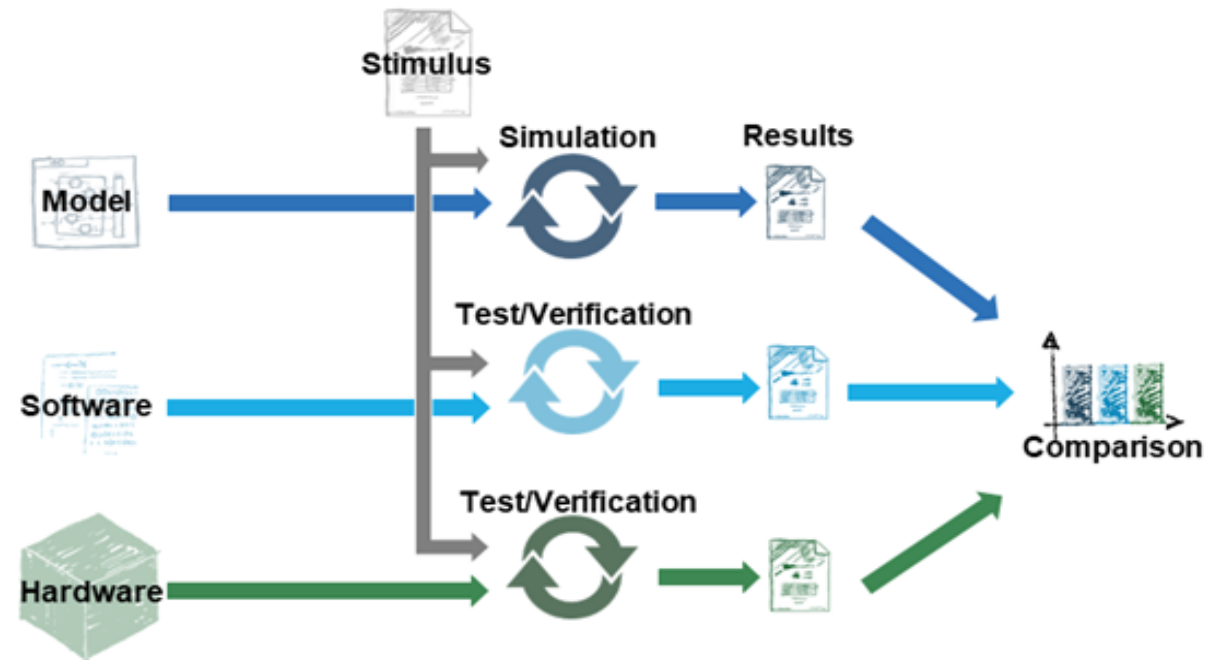 Stimulus
Simulation
Results
Model
Test/Verification
Software
Comparison
Test/Verification
Hardware